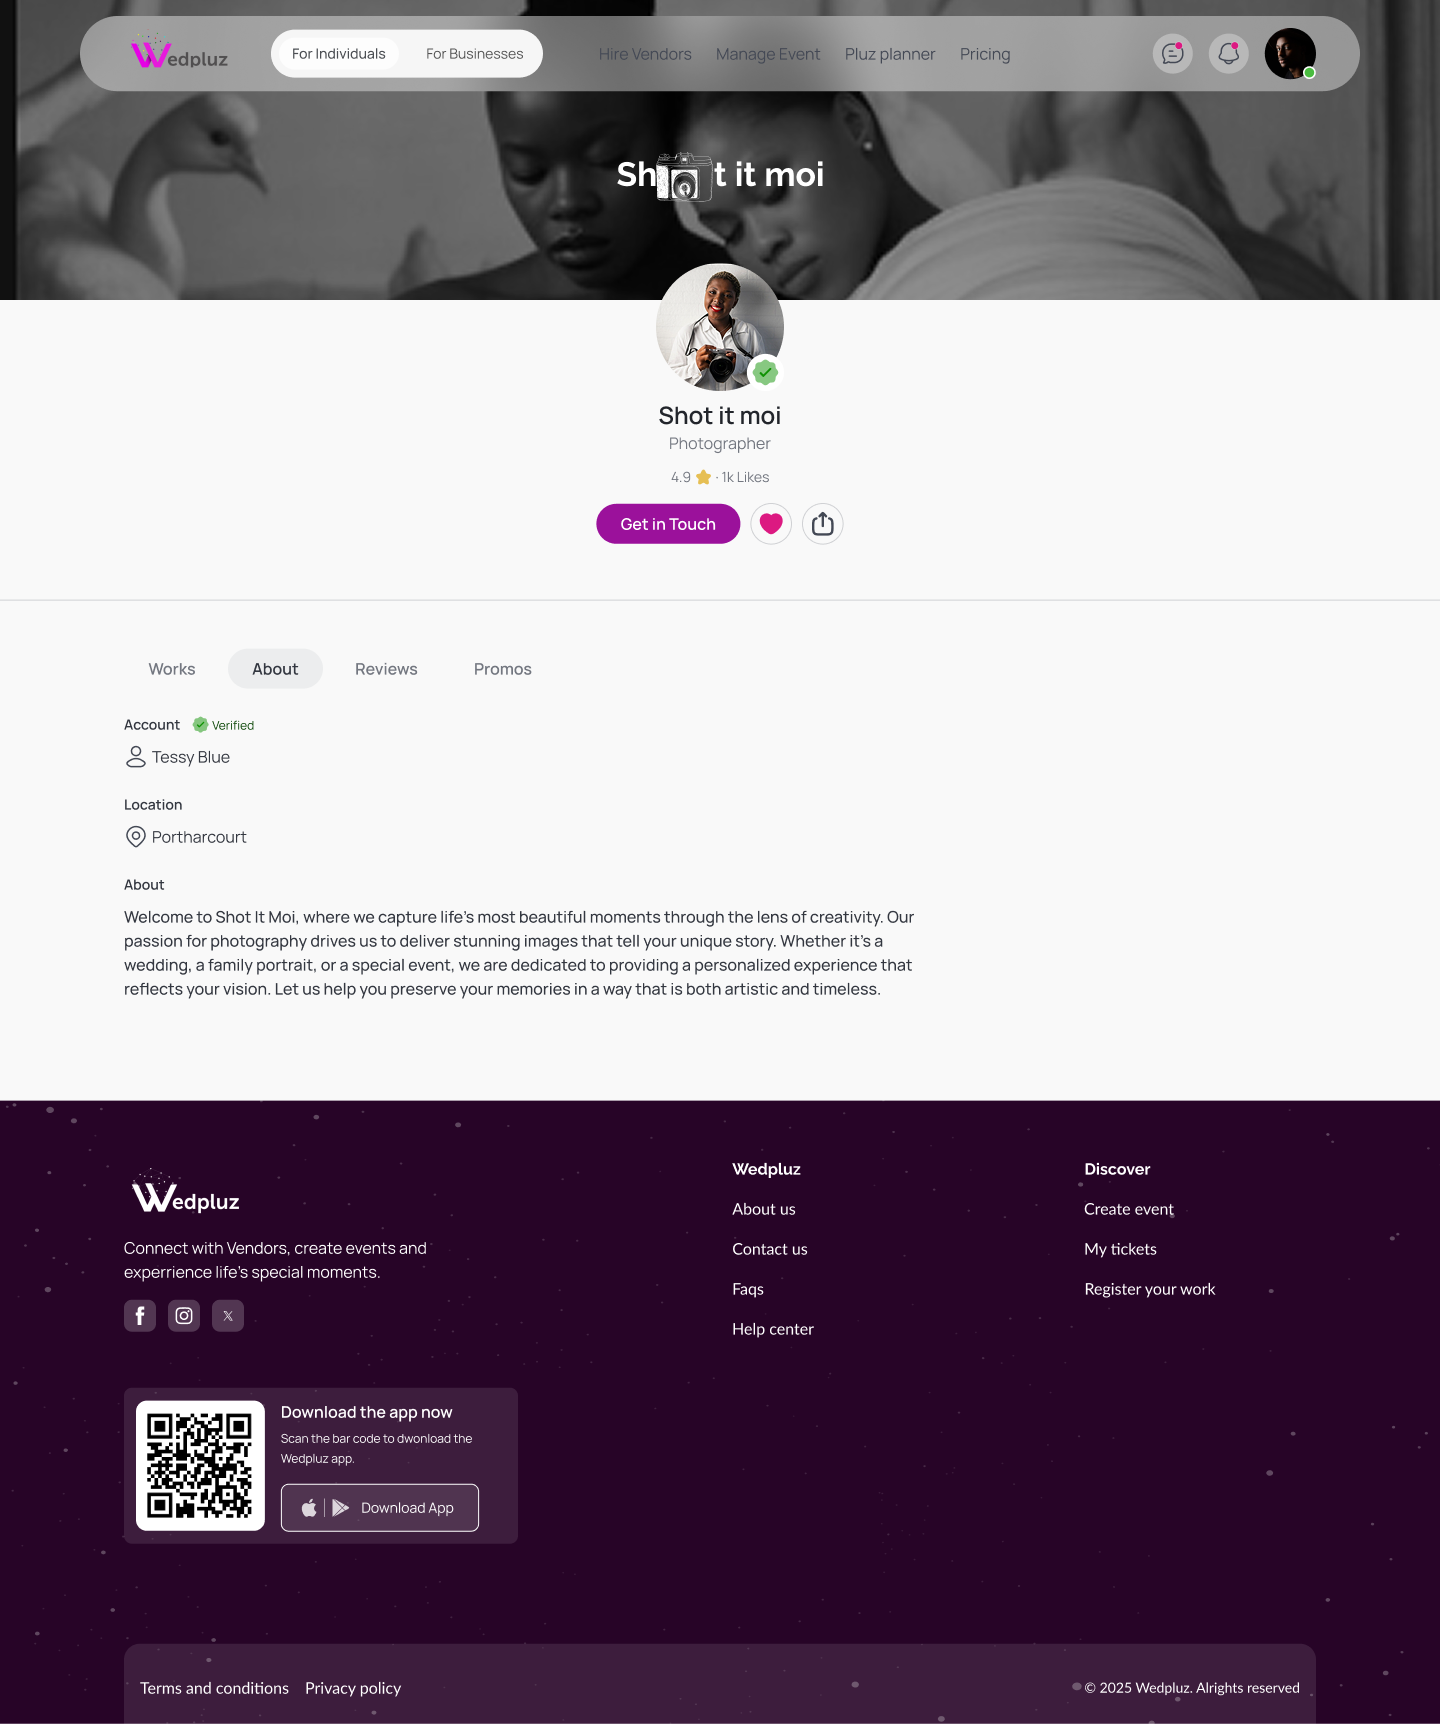 Wedpluz
For Individuals
For Businesses
Hire Vendors
Manage Event
Pluz planner
Pricing
Sh t it moi
Shot it moi
Photographer
4.9 · 1k Likes
Get in Touch
Works
About
Reviews
Promos
Account
Verified
Tessy Blue
Location
Portharcourt
About
Welcome to Shot It Moi, where we capture life's most beautiful moments through the lens of creativity. Our
passion for photography drives us to deliver stunning images that tell your unique story. Whether it's a
wedding, a family portrait, or a special event, we are dedicated to providing a personalized experience that
reflects your vision. Let us help you preserve your memories in a way that is both artistic and timeless.
Wedpluz
Connect with Vendors, create events and
experrience life's special moments.
Download the app now
Scan the bar code to dwonload the
Wedpluz app.
Download App
Wedpluz
About us
Contact us
Faqs
Help center
Discover
Create event
My tickets
Register your work
Terms and conditions
Privacy policy
© 2025 Wedpluz. Alrights reserved